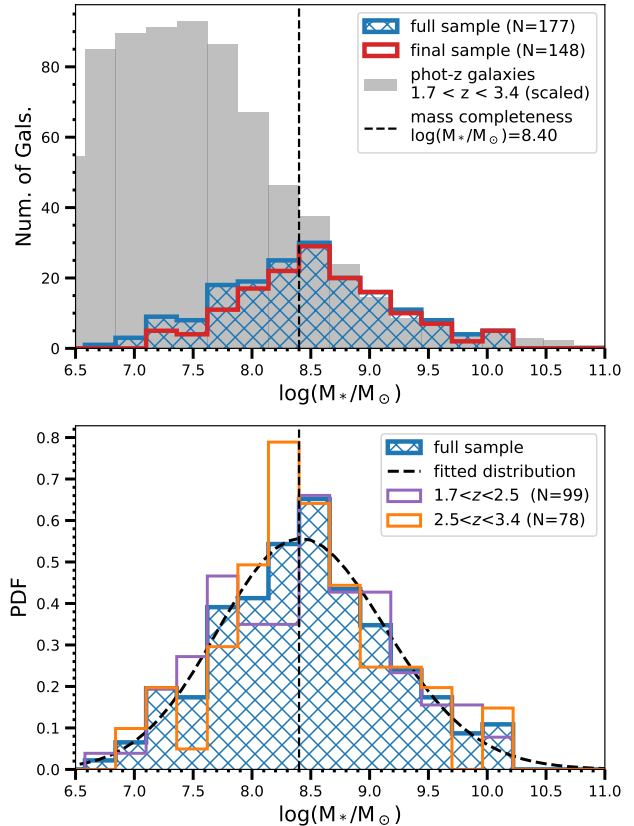 full sample (N=177)
final sample (N=148)
phot-z galaxies
1.7 < z < 3.4 (scaled)
mass completeness
log(M*/M⊙)=8.40
80
60
40
20
0
Num. of Gals.
6.5 7.0 7.5 8.0 8.5 9.0 9.5 10.0 10.5 11.0
log(M*/M⊙)
full sample
fitted distribution
1.7<z<2.5 (N=99)
2.5<z<3.4 (N=78)
0.8
0.7
0.6
0.5
0.4
0.3
0.2
0.1
0.0
PDF
6.5 7.0 7.5 8.0 8.5 9.0 9.5 10.0 10.5 11.0
log(M*/M⊙)